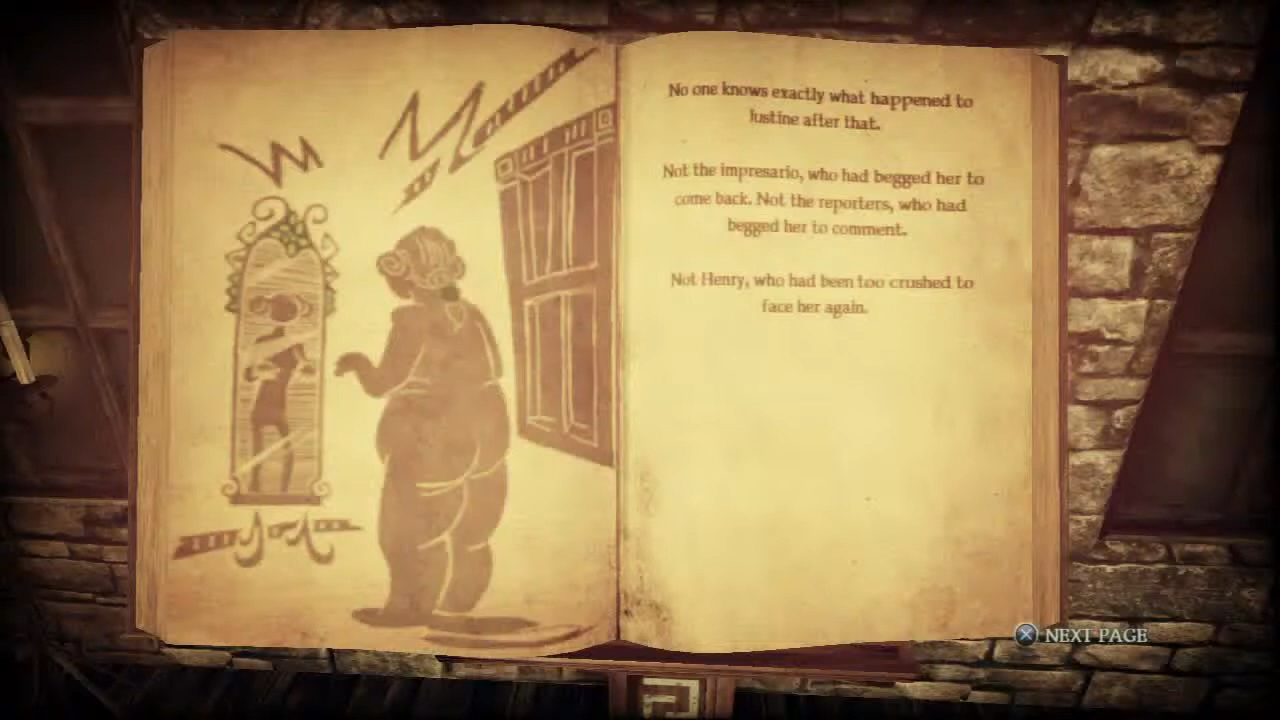 No one knows exactly what happened to
Justine after that.
Not the impresario, who had begged her to
come back. Not the reporters, who had
begged her to comment.
Not Henry, who had been too crushed to
face her again.
NEXT PAGE